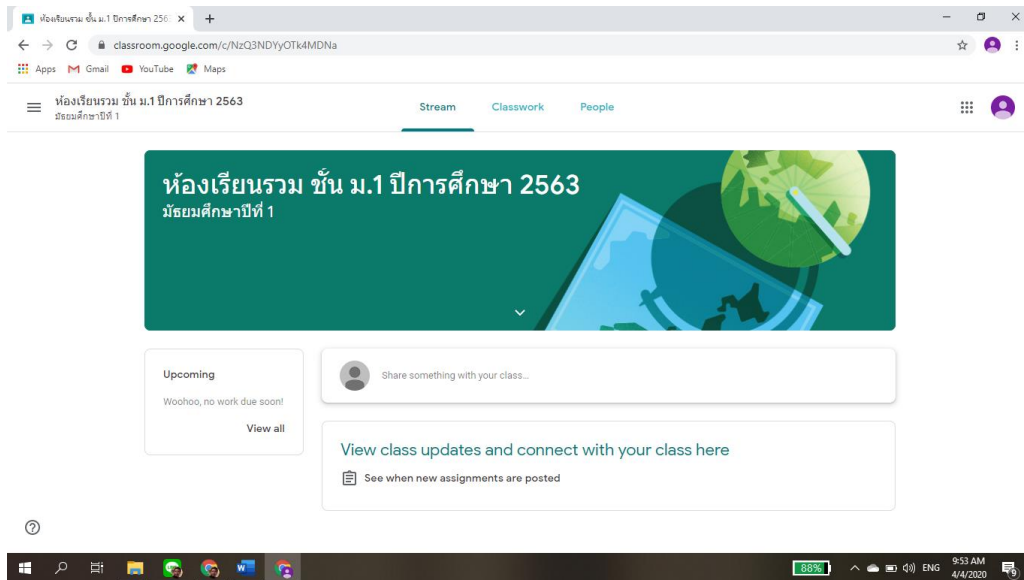 ห้องเรียนรวม ชั้น ม.1 ปีการศึกษา 256
classroom.google.com/c/NzQ3NDYyOTk4MDNa
Apps Gmail YouTube Maps
ห้องเรียนรวม ชั้น ม.1 ปีการศึกษา 2563
มัธยมศึกษาปีที่ 1
Stream Classwork People
ห้องเรียนรวม ชั้น ม.1 ปีการศึกษา 2563
มัธยมศึกษาปีที่ 1
Upcoming
Woohoo, no work due soon!
View all
Share something with your class...
View class updates and connect with your class here
See when new assignments are posted
88%
ENG
9:53 AM
4/4/2020
9